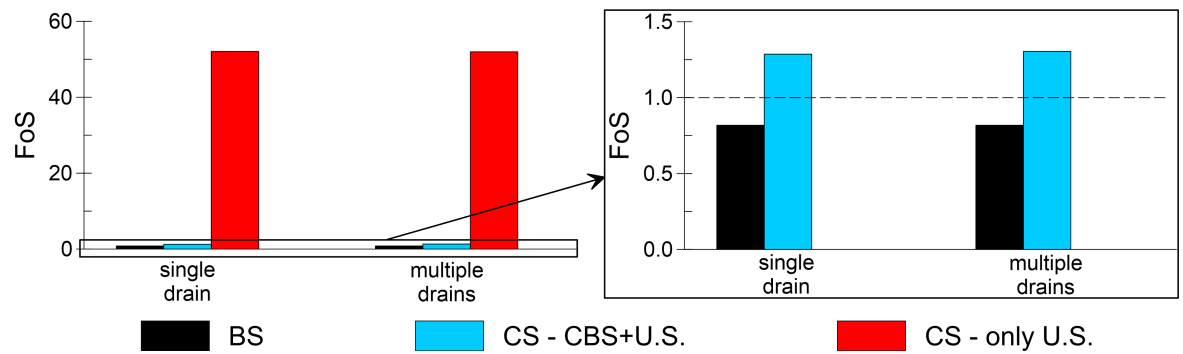 60
40
20
0
FoS
single
drain
multiple
drains
1.5
1.0
0.5
0.0
FoS
single
drain
multiple
drains
BS
CS - CBS+U.S.
CS - only U.S.